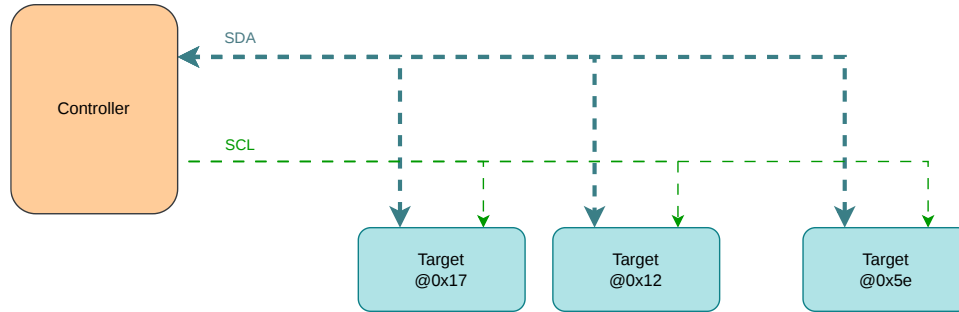 SDA
Controller
SCL
Target
@0x17
Target
@0x12
Target
@0x5e